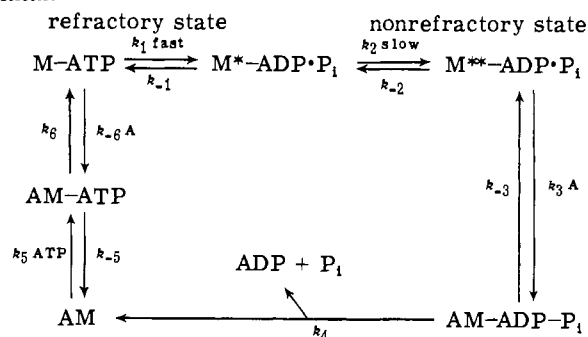 refractory state nonrefractory state
M-ATP k₁ fast k₋₁ M*-ADP•Pᵢ k₂ slow k₋₂ M**-ADP•Pᵢ
k₆ k₋₆ A
k₋₃ k₃ A
AM-ATP
k₅ ATP k₋₅
ADP + Pᵢ
AM k₄ AM-ADP-Pᵢ